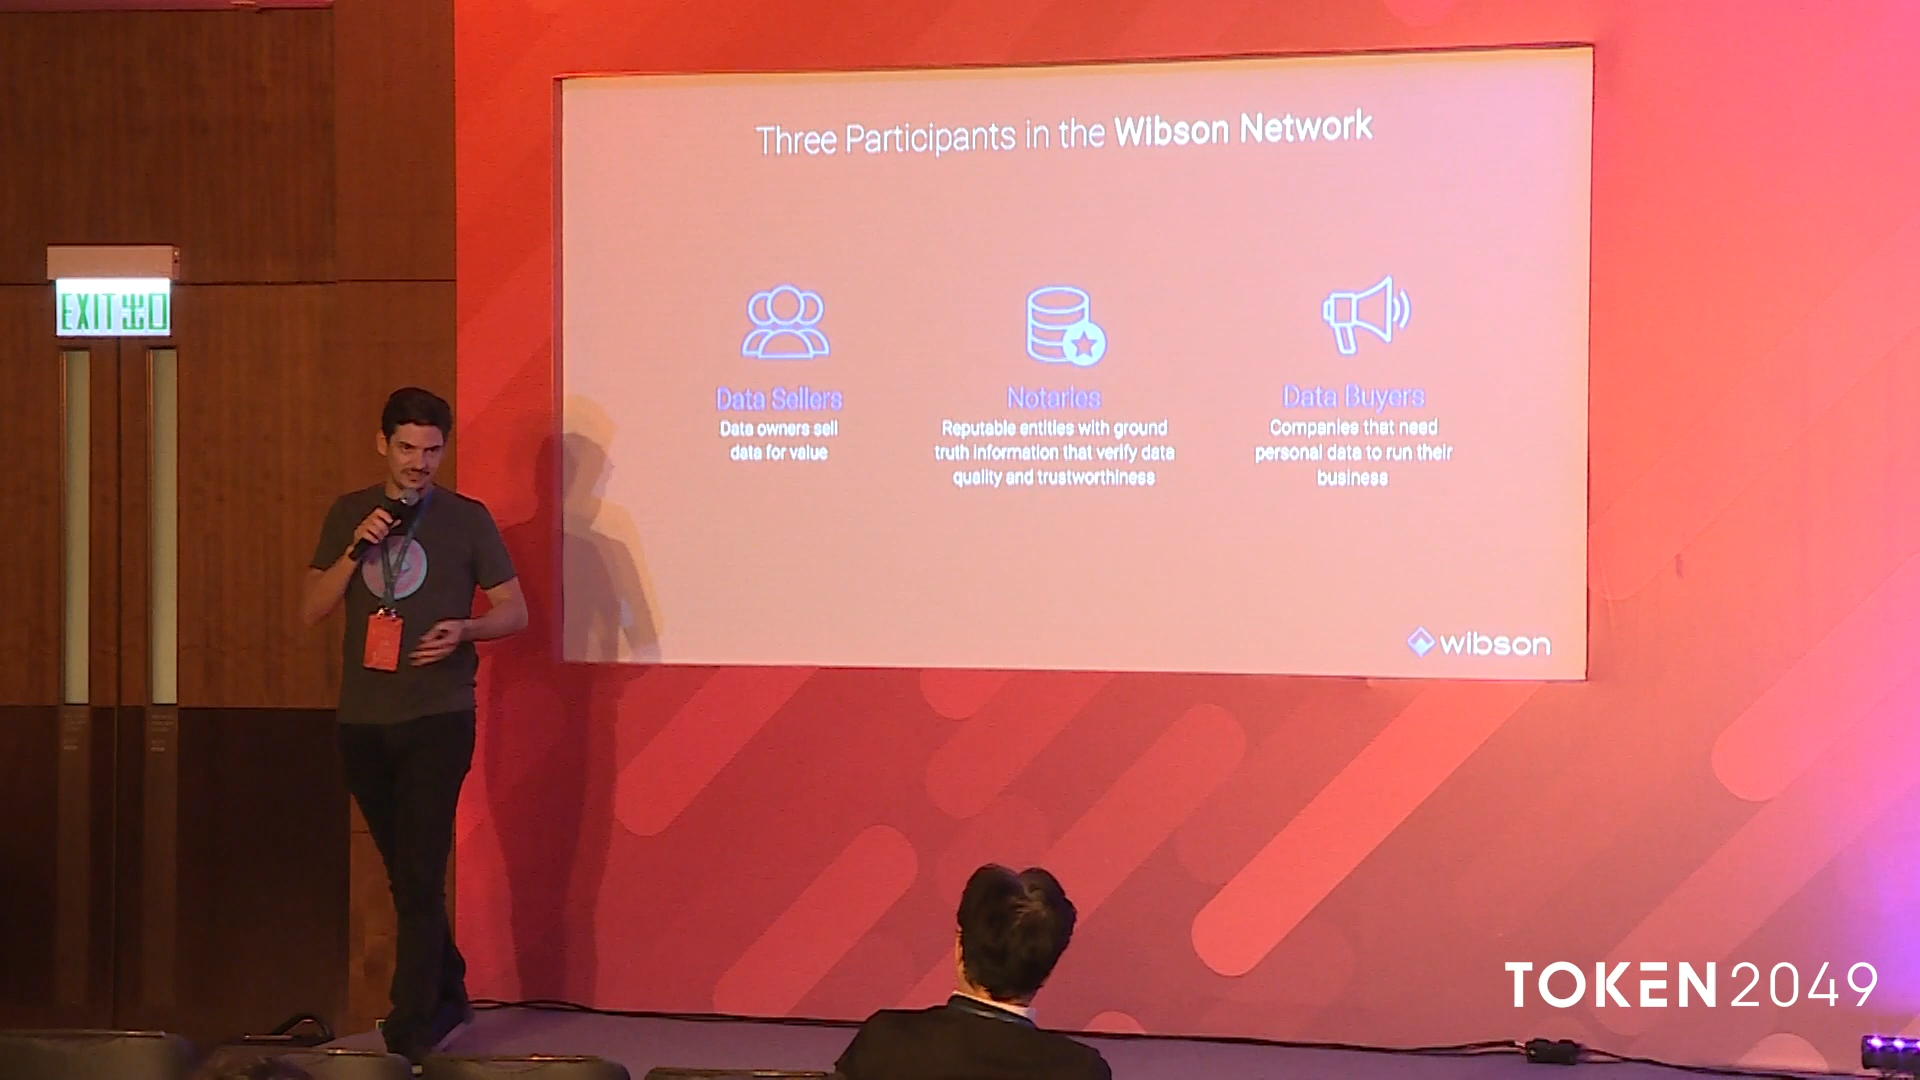 Three Participants in the Wibson Network
EXIT 出口
Data Sellers
Data owners sell
data for value
Notaries
Reputable entities with ground
truth information that verify data
quality and trustworthiness
Data Buyers
Companies that need
personal data to run their
business
wibson
TOKEN2049